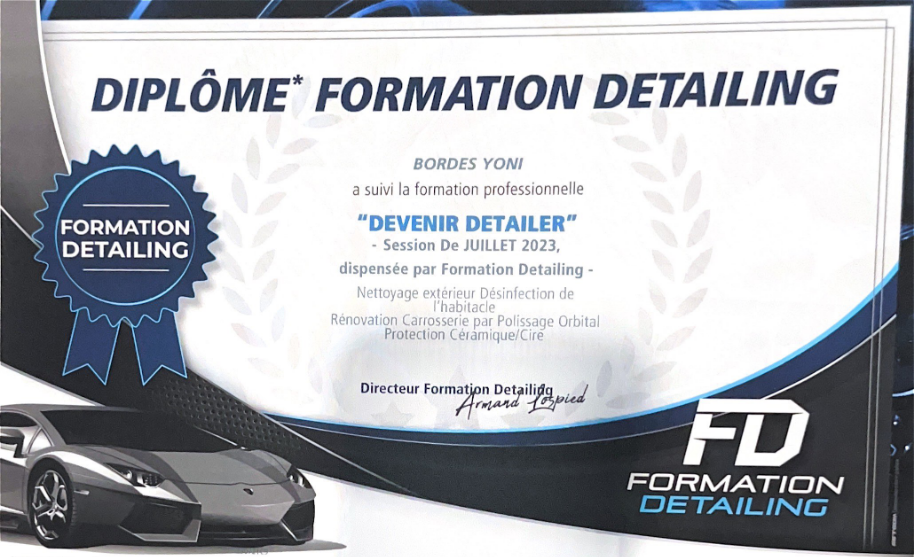 DIPLÔME* FORMATION DETAILING
BORDES YONI
a suivi la formation professionnelle
“DEVENIR DETAILER”
- Session De JUILLET 2023,
dispensée par Formation Detailing -
Nettoyage extérieur Désinfection de
l'habitacle
Rénovation Carrosserie par Polissage Orbital
Protection Céramique/Cire
Directeur Formation Detailing
Armand Lospied
FORMATION
DETAILING
FD
FORMATION
DETAILING